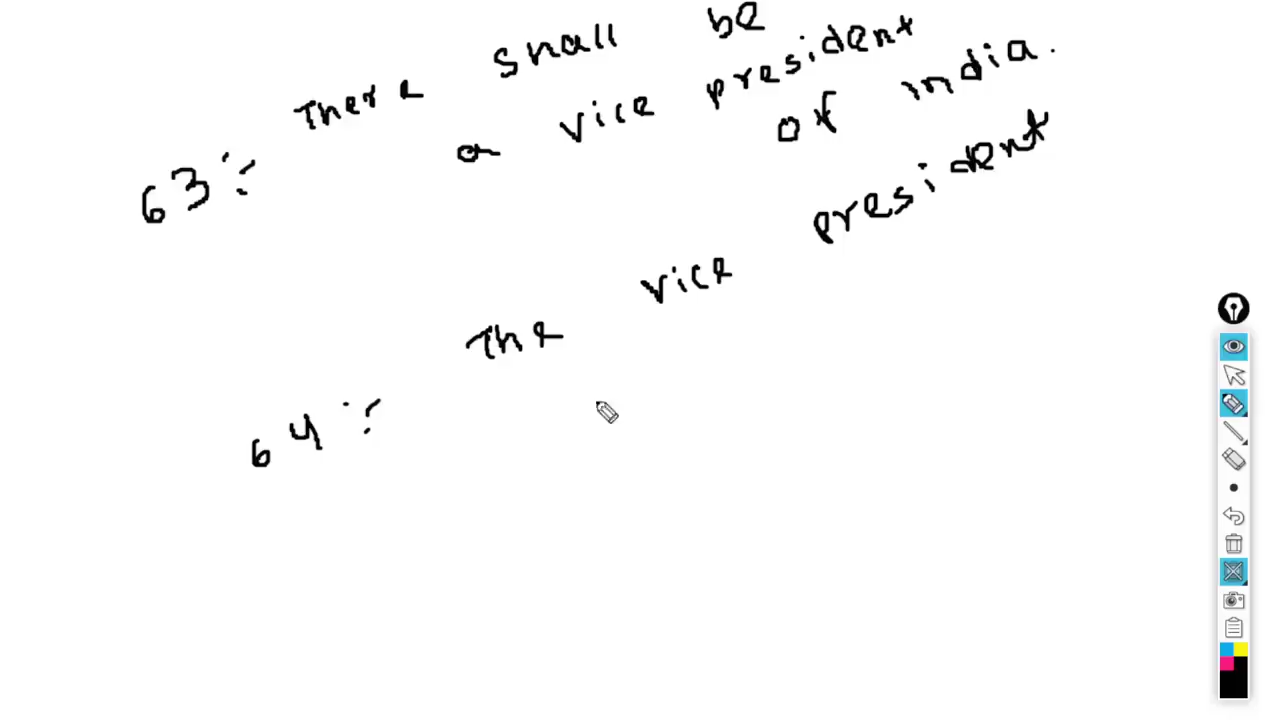 63:- There shall be
a vice president
of india.
64:- The vice president